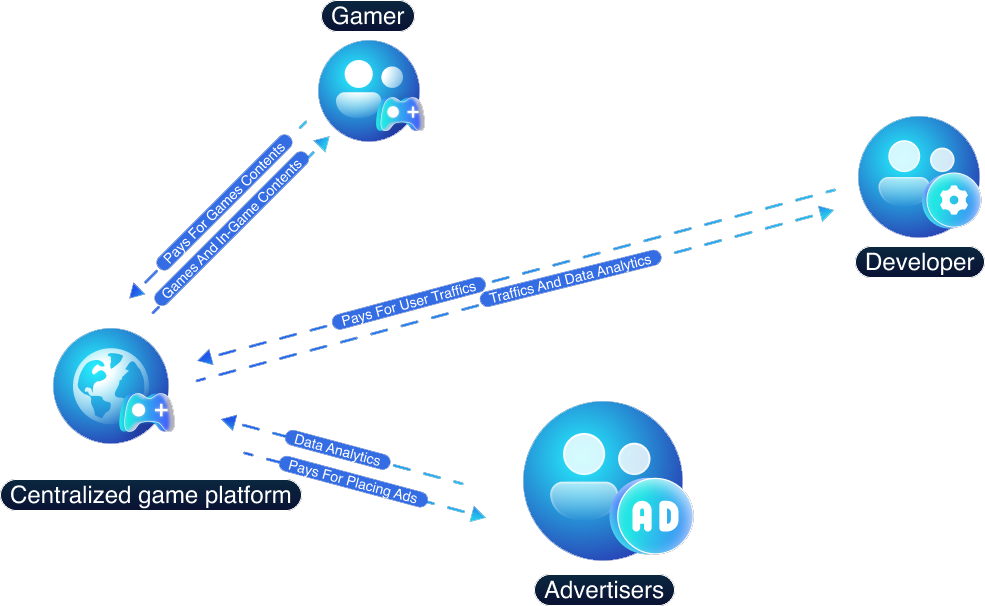 Gamer
Pays For Games Contents
Games And In-Game Contents
Developer
Pays For User Traffics
Traffics And Data Analytics
Data Analytics
Pays For Placing Ads
Centralized game platform
AD
Advertisers